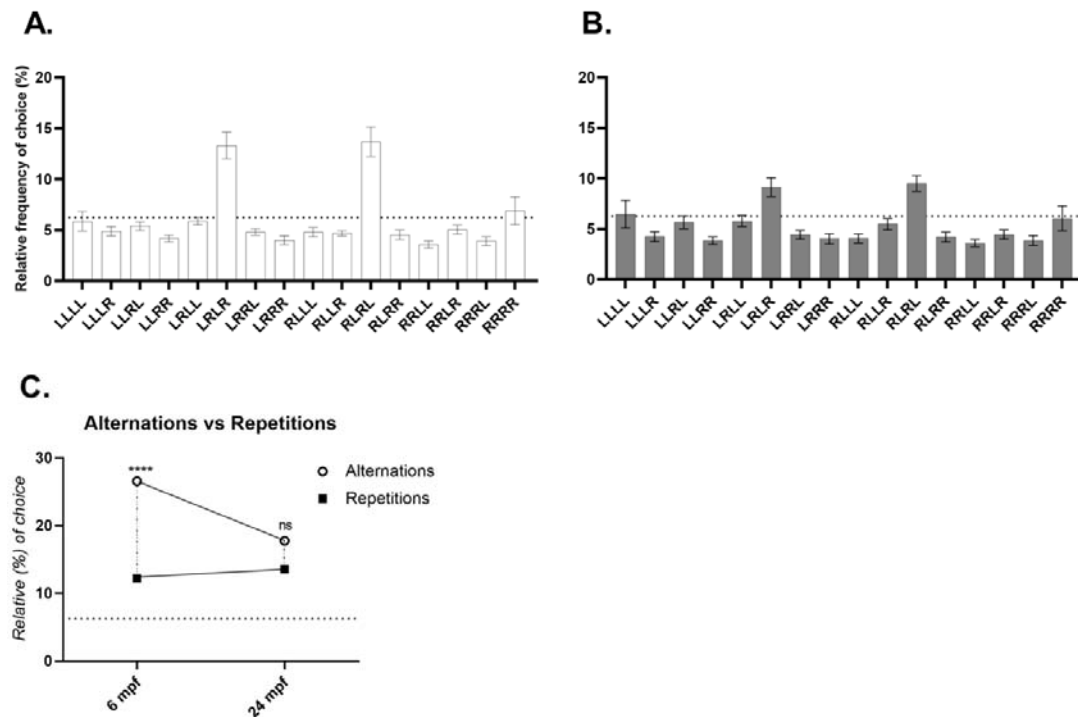 A.
Relative frequency of choice (%)
20
15
10
5
0
LLLL
LLLR
LLRL
LLRR
LRLL
LRLR
LRRL
LRRR
RLLL
RLLR
RLRL
RLRR
RRLL
RRLR
RRRL
RRRR
B.
20
15
10
5
0
LLLL
LLLR
LLRL
LLRR
LRLL
LRLR
LRRL
LRRR
RLLL
RLLR
RLRL
RLRR
RRLL
RRLR
RRRL
RRRR
C.
Alternations vs Repetitions
Relative (%) of choice
30
20
10
0
****
ns
Alternations
Repetitions
6 mpf
24 mpf